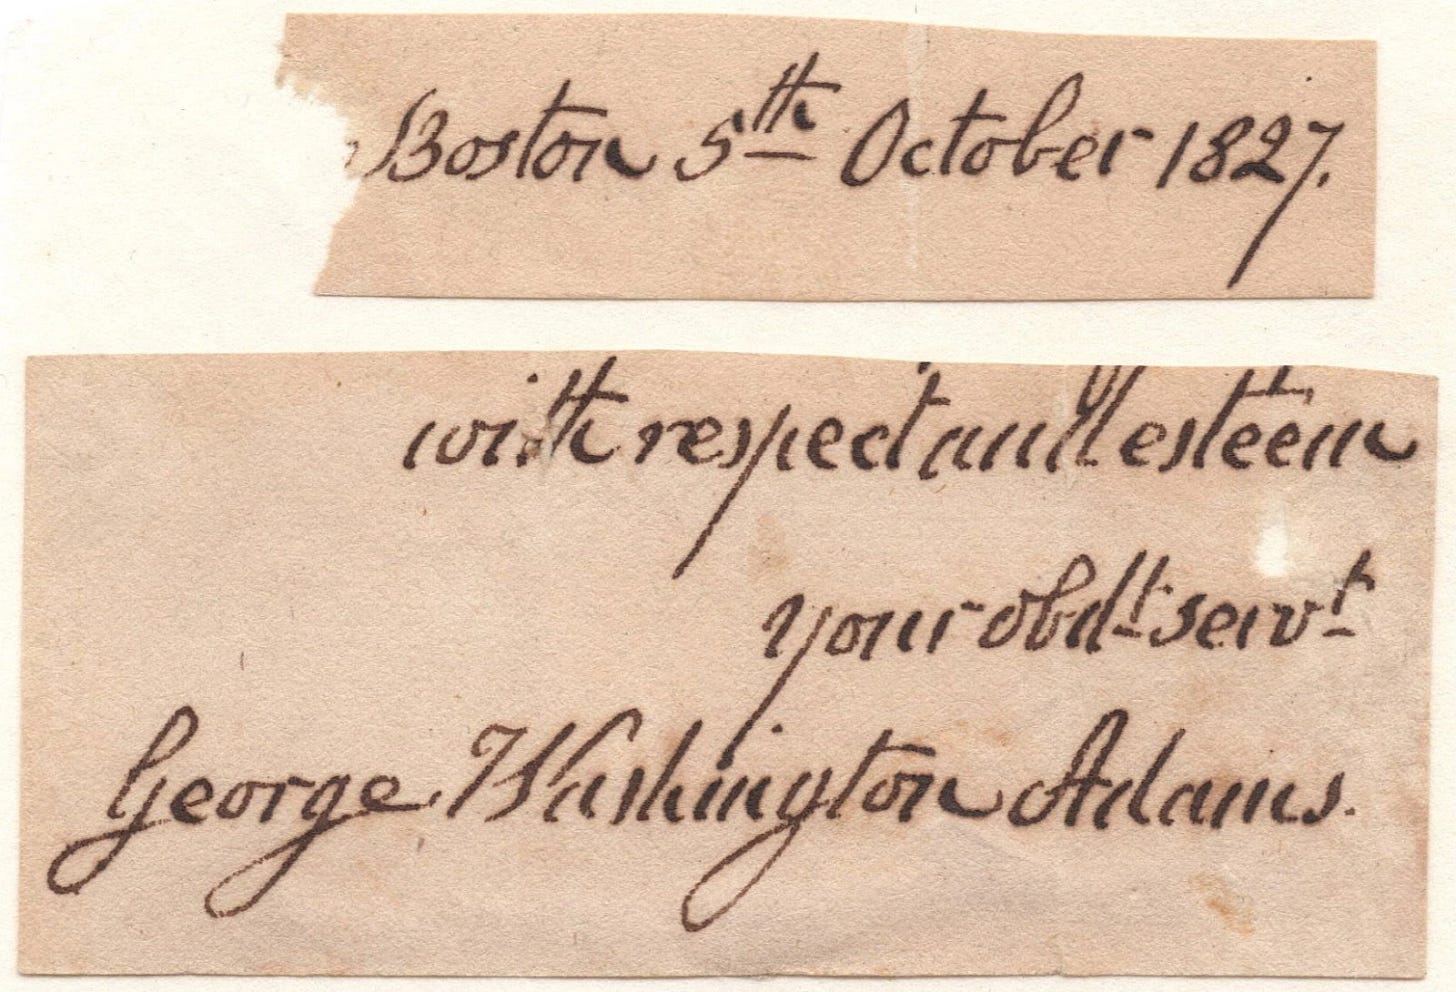 Boston 5th October 1827.
with respect and esteem
your obdt. servt.
George Washington Adams.